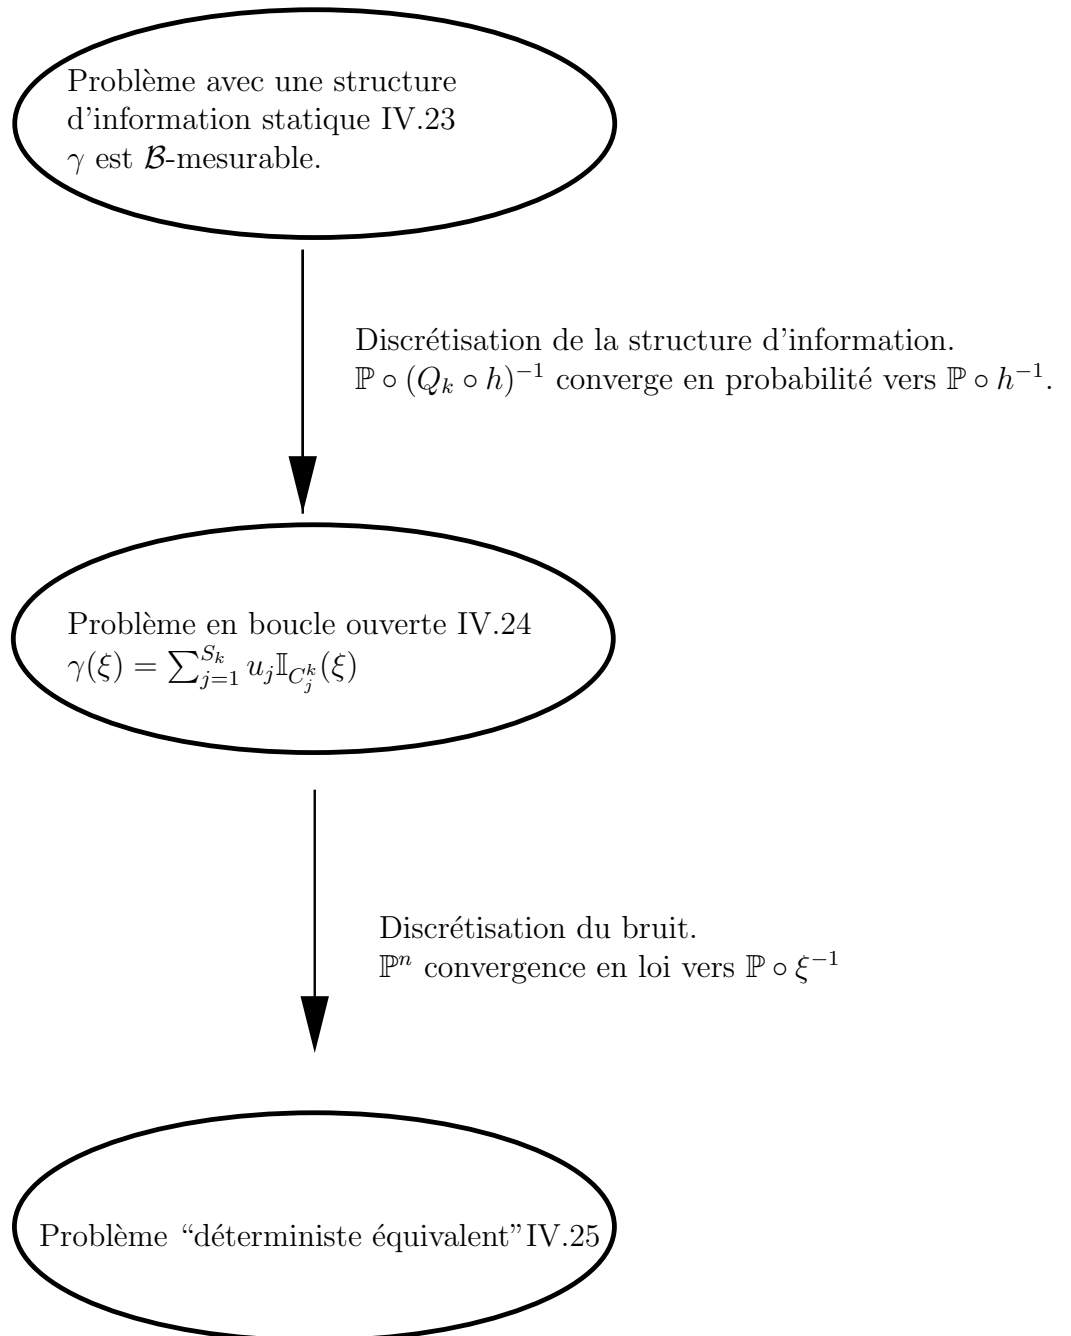 Problème avec une structure
d'information statique IV.23
γ est 𝓑-mesurable.
Discrétisation de la structure d'information.
ℙ ∘ (Q_k ∘ h)^{-1} converge en probabilité vers ℙ ∘ h^{-1}.
Problème en boucle ouverte IV.24
γ(ξ) = ∑_{j=1}^{S_k} u_j 𝕀_{C_j^k}(ξ)
Discrétisation du bruit.
ℙ^n convergence en loi vers ℙ ∘ ξ^{-1}
Problème “déterministe équivalent”IV.25